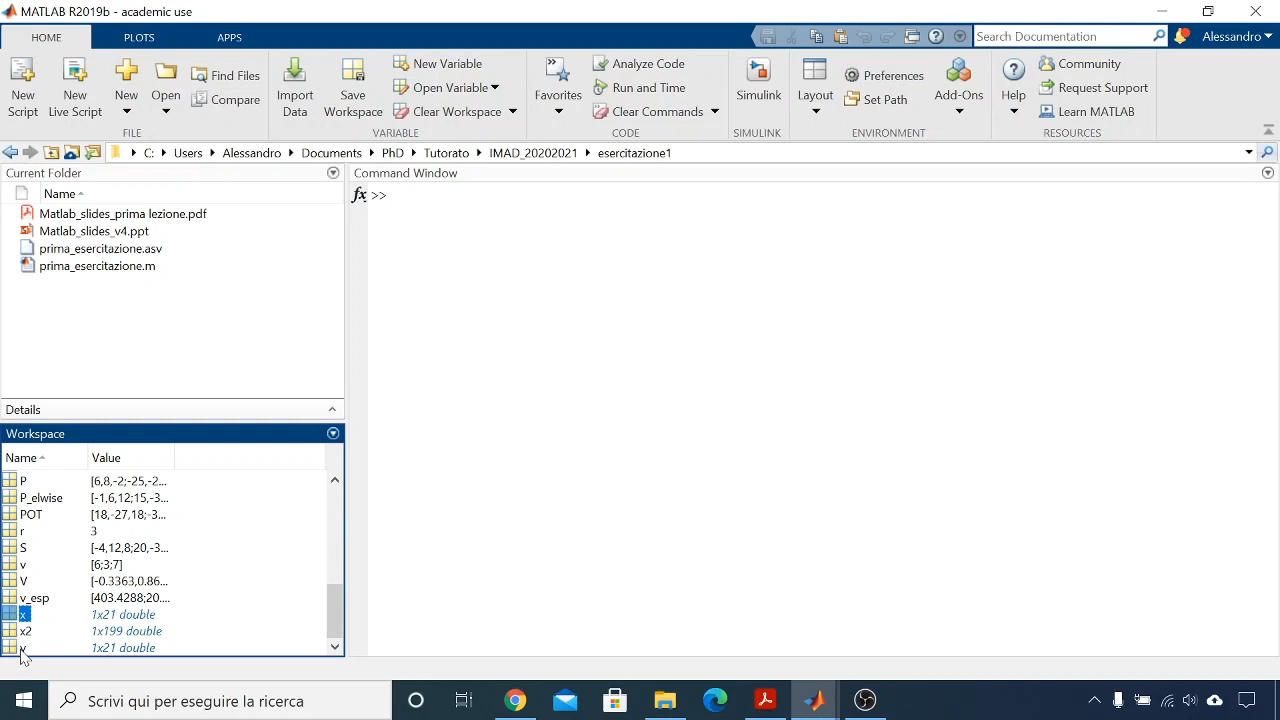 MATLAB R2019b - academic use
HOME PLOTS APPS
Search Documentation
Alessandro
New Script
New Live Script
New
Open
Find Files
Compare
FILE
Import Data
Save Workspace
New Variable
Open Variable
Clear Workspace
VARIABLE
Favorites
Analyze Code
Run and Time
Clear Commands
CODE
Simulink
SIMULINK
Layout
Preferences
Set Path
Add-Ons
ENVIRONMENT
Help
Community
Request Support
Learn MATLAB
RESOURCES
C: Users Alessandro Documents PhD Tutorato IMAD_20202021 esercitazione1
Current Folder
Name
Matlab_slides_prima lezione.pdf
Matlab_slides_v4.ppt
prima_esercitazione.asv
prima_esercitazione.m
Details
Command Window
fx >>
Workspace
Name Value
P [6,8,-2;-25,-2...
P_elwise [-1,6,12;15,-3...
POT [18,-27,18;-3...
r 3
S [-4,12,8;20,-3...
v [6;3;7]
V [-0.3363,0.86...
v_esp [403.4288;20....
x 1x21 double
x2 1x199 double
1x21 double
Scrivi qui per eseguire la ricerca